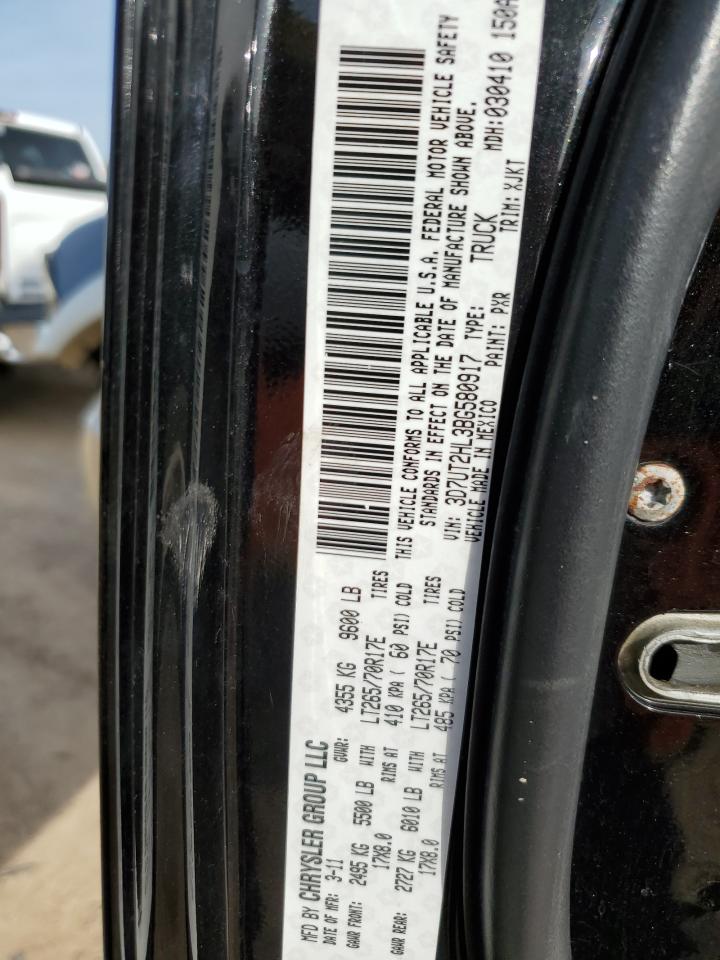 MFD BY CHRYSLER GROUP LLC
DATE OF MFR: 3-11 GVWR: 4355 KG 9600 LB
GAWR FRONT: 2495 KG 5500 LB WITH LT265/70R17E TIRES
17X8.0 RIMS AT 410 KPA ( 60 PSI) COLD
GAWR REAR: 2727 KG 6010 LB WITH LT265/70R17E TIRES
17X8.0 RIMS AT 485 KPA ( 70 PSI) COLD
THIS VEHICLE CONFORMS TO ALL APPLICABLE U.S.A. FEDERAL MOTOR VEHICLE SAFETY
STANDARDS IN EFFECT ON THE DATE OF MANUFACTURE SHOWN ABOVE.
VIN: 3D7UT2HL3BG580917 TYPE: TRUCK MDH:030410 150A
VEHICLE MADE IN MEXICO PAINT: PXR TRIM: XJKT